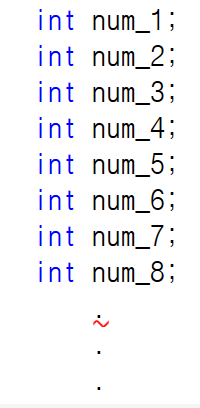 int num_1;
int num_2;
int num_3;
int num_4;
int num_5;
int num_6;
int num_7;
int num_8;
.
.
.